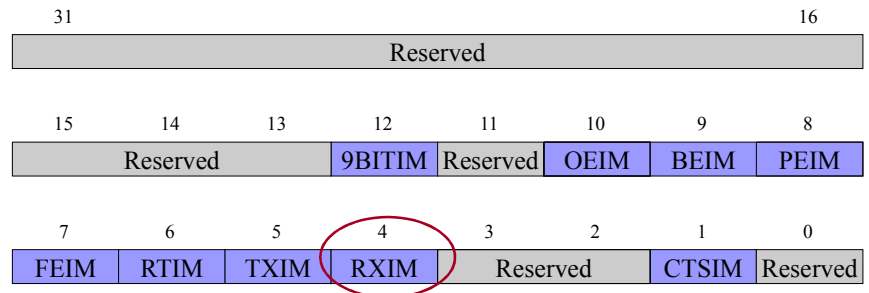 31 16
Reserved
15 14 13 12 11 10 9 8
Reserved 9BITIM Reserved OEIM BEIM PEIM
7 6 5 4 3 2 1 0
FEIM RTIM TXIM RXIM Reserved CTSIM Reserved